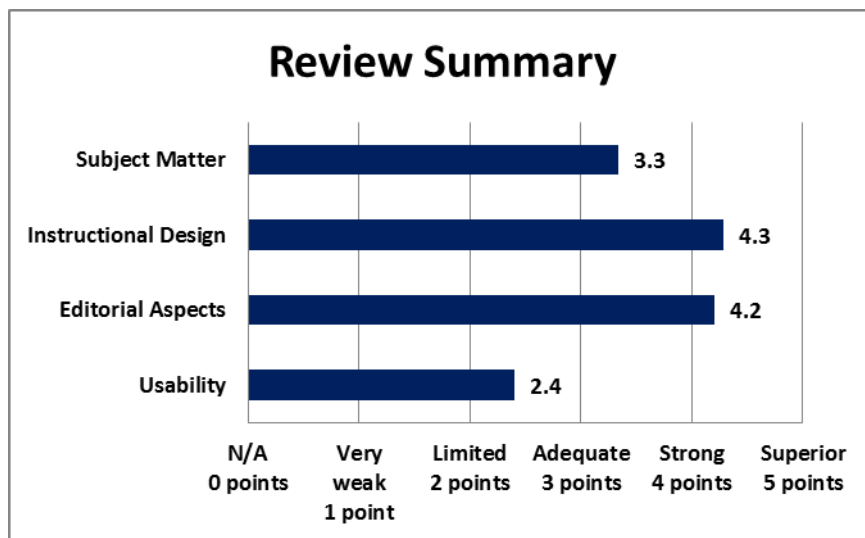 Review Summary
Subject Matter
3.3
Instructional Design
4.3
Editorial Aspects
4.2
Usability
2.4
N/A
0 points
Very
weak
1 point
Limited
2 points
Adequate
3 points
Strong
4 points
Superior
5 points